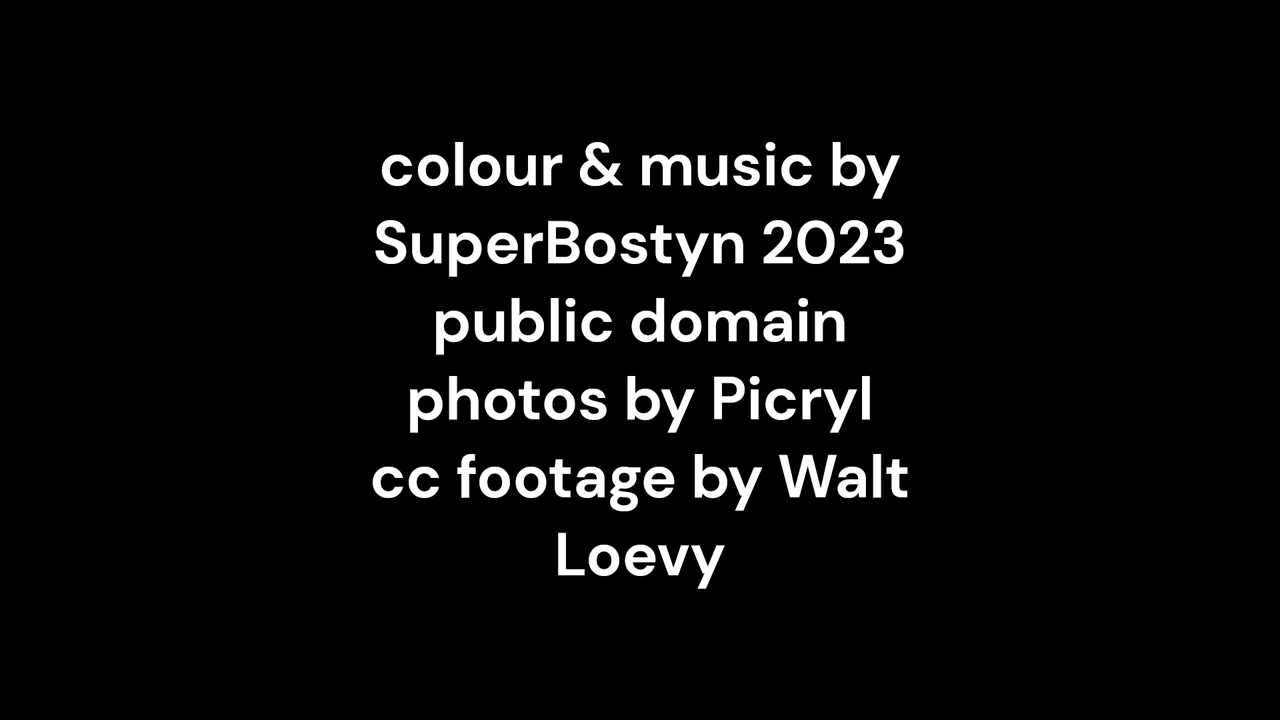 colour & music by
SuperBostyn 2023
public domain
photos by Picryl
cc footage by Walt
Loevy